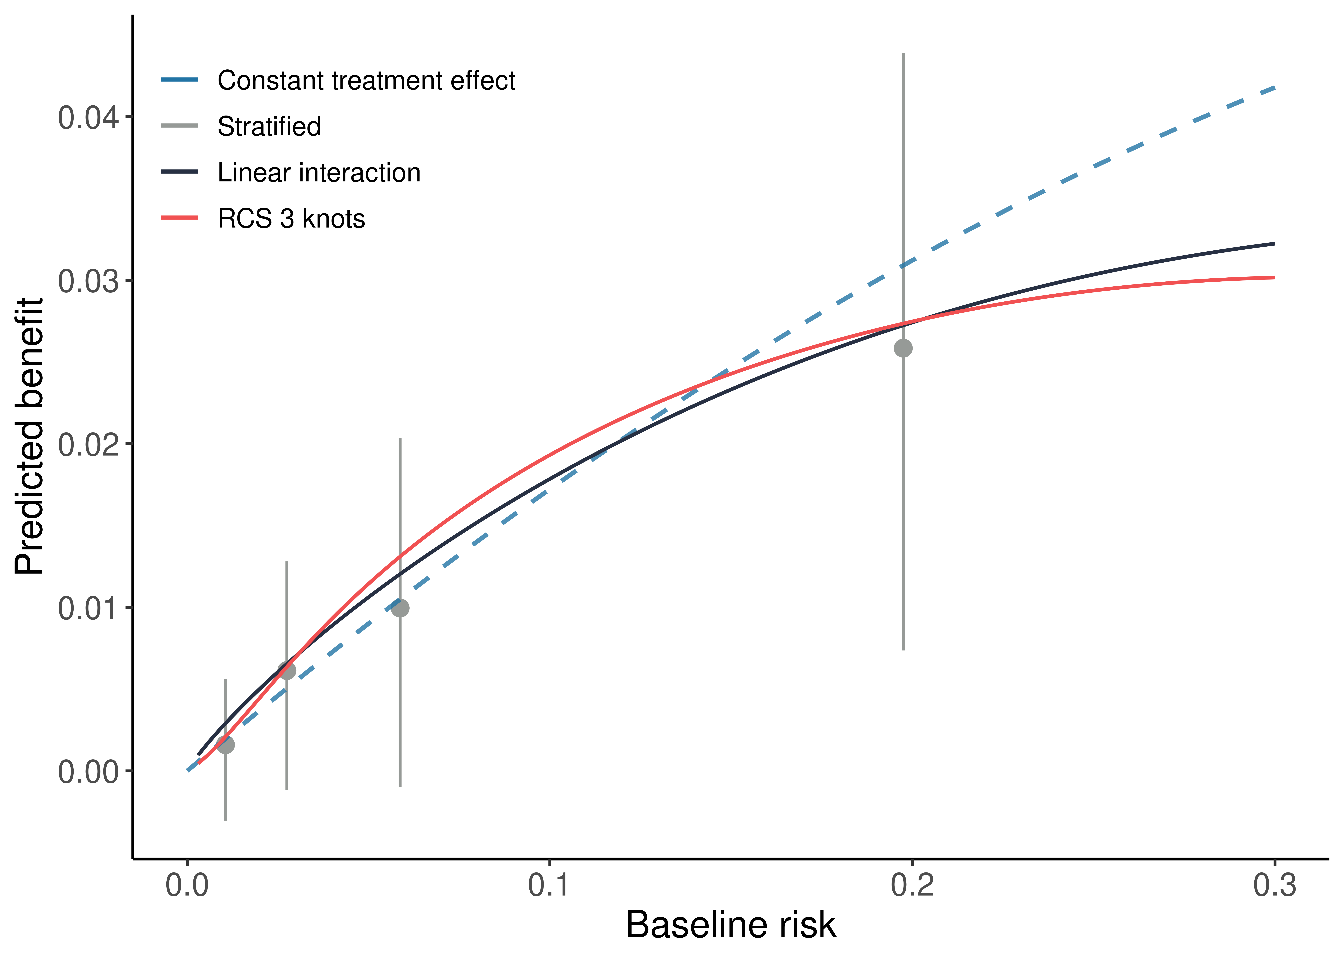 Constant treatment effect
Stratified
Linear interaction
RCS 3 knots
Predicted benefit
0.04
0.03
0.02
0.01
0.00
0.0 0.1 0.2 0.3
Baseline risk